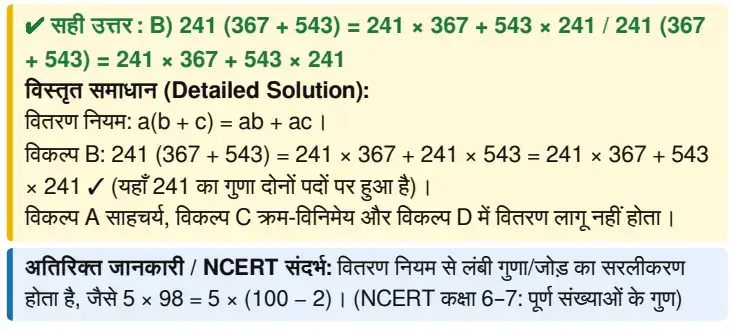 ✔ सही उत्तर : B) 241 (367 + 543) = 241 × 367 + 543 × 241 / 241 (367
+ 543) = 241 × 367 + 543 × 241
विस्तृत समाधान (Detailed Solution):
वितरण नियम: a(b + c) = ab + ac ।
विकल्प B: 241 (367 + 543) = 241 × 367 + 241 × 543 = 241 × 367 + 543
× 241 ✓ (यहाँ 241 का गुणा दोनों पदों पर हुआ है) ।
विकल्प A साहचर्य, विकल्प C क्रम-विनिमेय और विकल्प D में वितरण लागू नहीं होता ।
अतिरिक्त जानकारी / NCERT संदर्भ: वितरण नियम से लंबी गुणा/जोड़ का सरलीकरण
होता है, जैसे 5 × 98 = 5 × (100 − 2) । (NCERT कक्षा 6–7: पूर्ण संख्याओं के गुण)